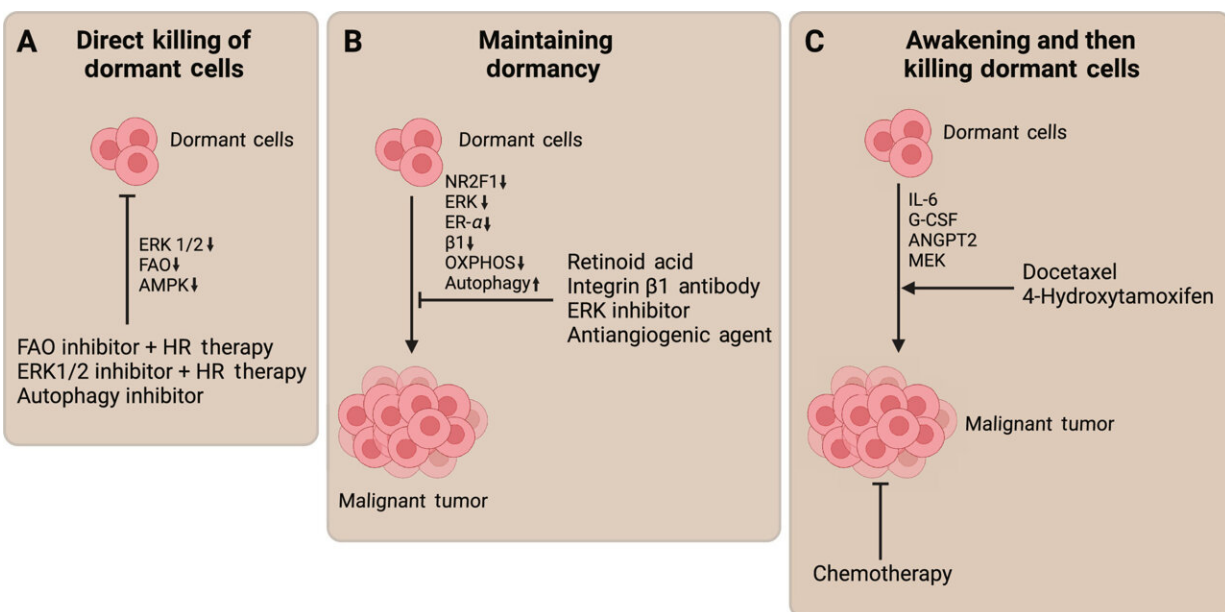 A Direct killing of
dormant cells
Dormant cells
ERK 1/2↓
FAO↓
AMPK↓
FAO inhibitor + HR therapy
ERK1/2 inhibitor + HR therapy
Autophagy inhibitor
B Maintaining
dormancy
Dormant cells
NR2F1↓
ERK↓
ER-α↓
β1↓
OXPHOS↓
Autophagy↑
Retinoid acid
Integrin β1 antibody
ERK inhibitor
Antiangiogenic agent
Malignant tumor
C Awakening and then
killing dormant cells
Dormant cells
IL-6
G-CSF
ANGPT2
MEK
Docetaxel
4-Hydroxytamoxifen
Malignant tumor
Chemotherapy